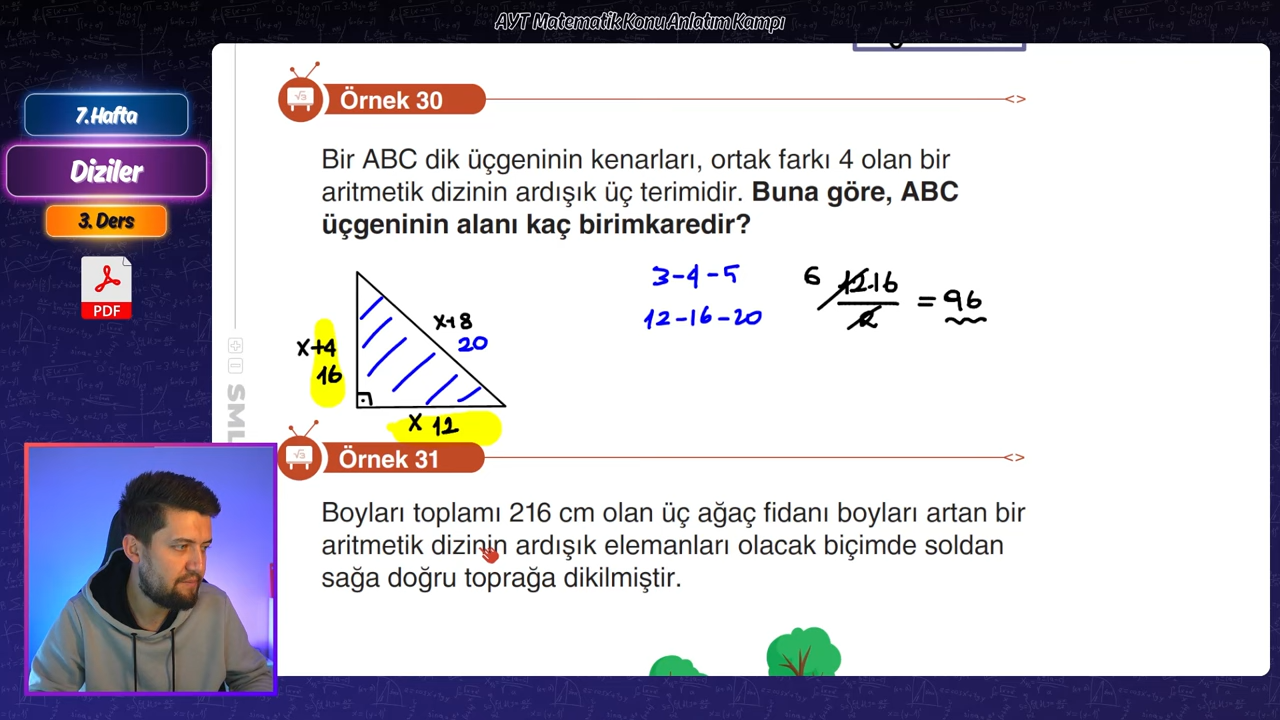 AYT Matematik Konu Anlatım Kampı
7.Hafta
Diziler
3. Ders
PDF
Örnek 30
Bir ABC dik üçgeninin kenarları, ortak farkı 4 olan bir
aritmetik dizinin ardışık üç terimidir. Buna göre, ABC
üçgeninin alanı kaç birimkaredir?
3-4-5
12-16-20
6 12.16
2
= 96
x+8
20
x+4
16
x 12
SML
Örnek 31
Boyları toplamı 216 cm olan üç ağaç fidanı boyları artan bir
aritmetik dizinin ardışık elemanları olacak biçimde soldan
sağa doğru toprağa dikilmiştir.